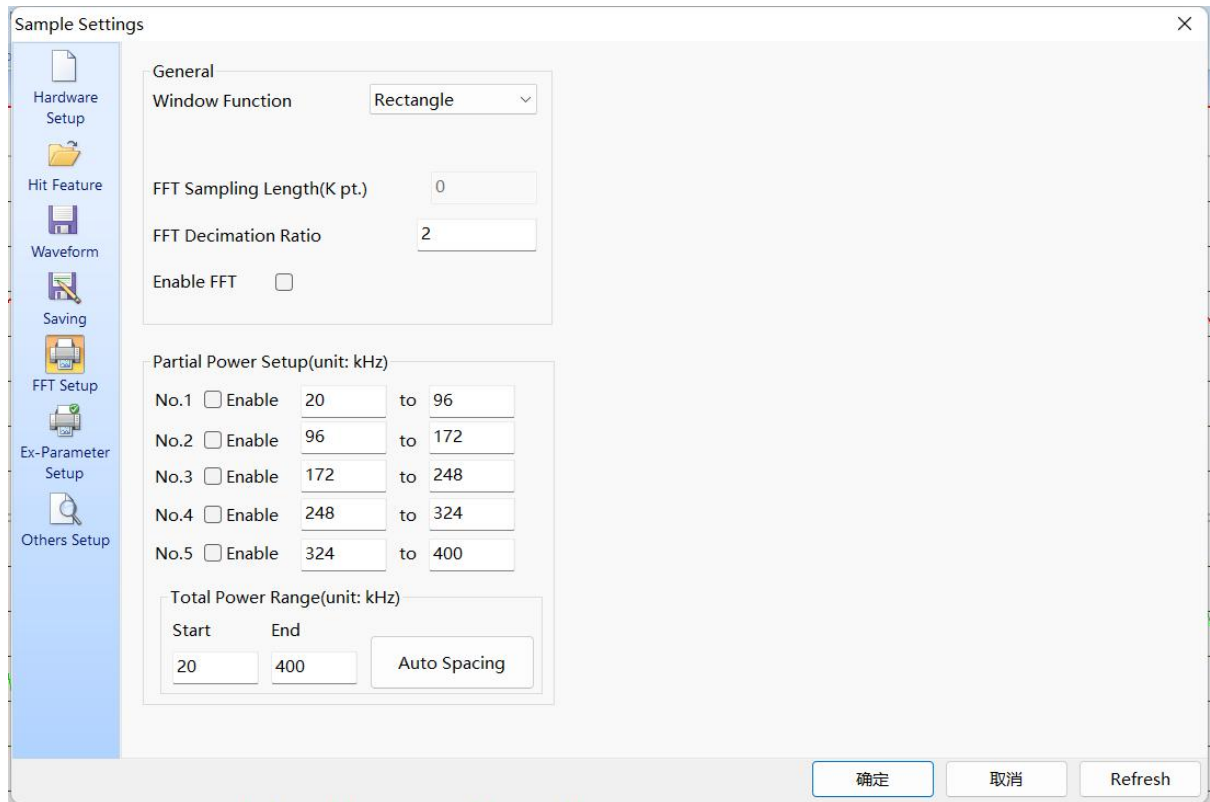 Sample Settings
Hardware
Setup
Hit Feature
Waveform
Saving
FFT Setup
Ex-Parameter
Setup
Others Setup
General
Window Function Rectangle
FFT Sampling Length(K pt.) 0
FFT Decimation Ratio 2
Enable FFT
Partial Power Setup(unit: kHz)
No.1 Enable 20 to 96
No.2 Enable 96 to 172
No.3 Enable 172 to 248
No.4 Enable 248 to 324
No.5 Enable 324 to 400
Total Power Range(unit: kHz)
Start End
20 400 Auto Spacing
确定 取消 Refresh